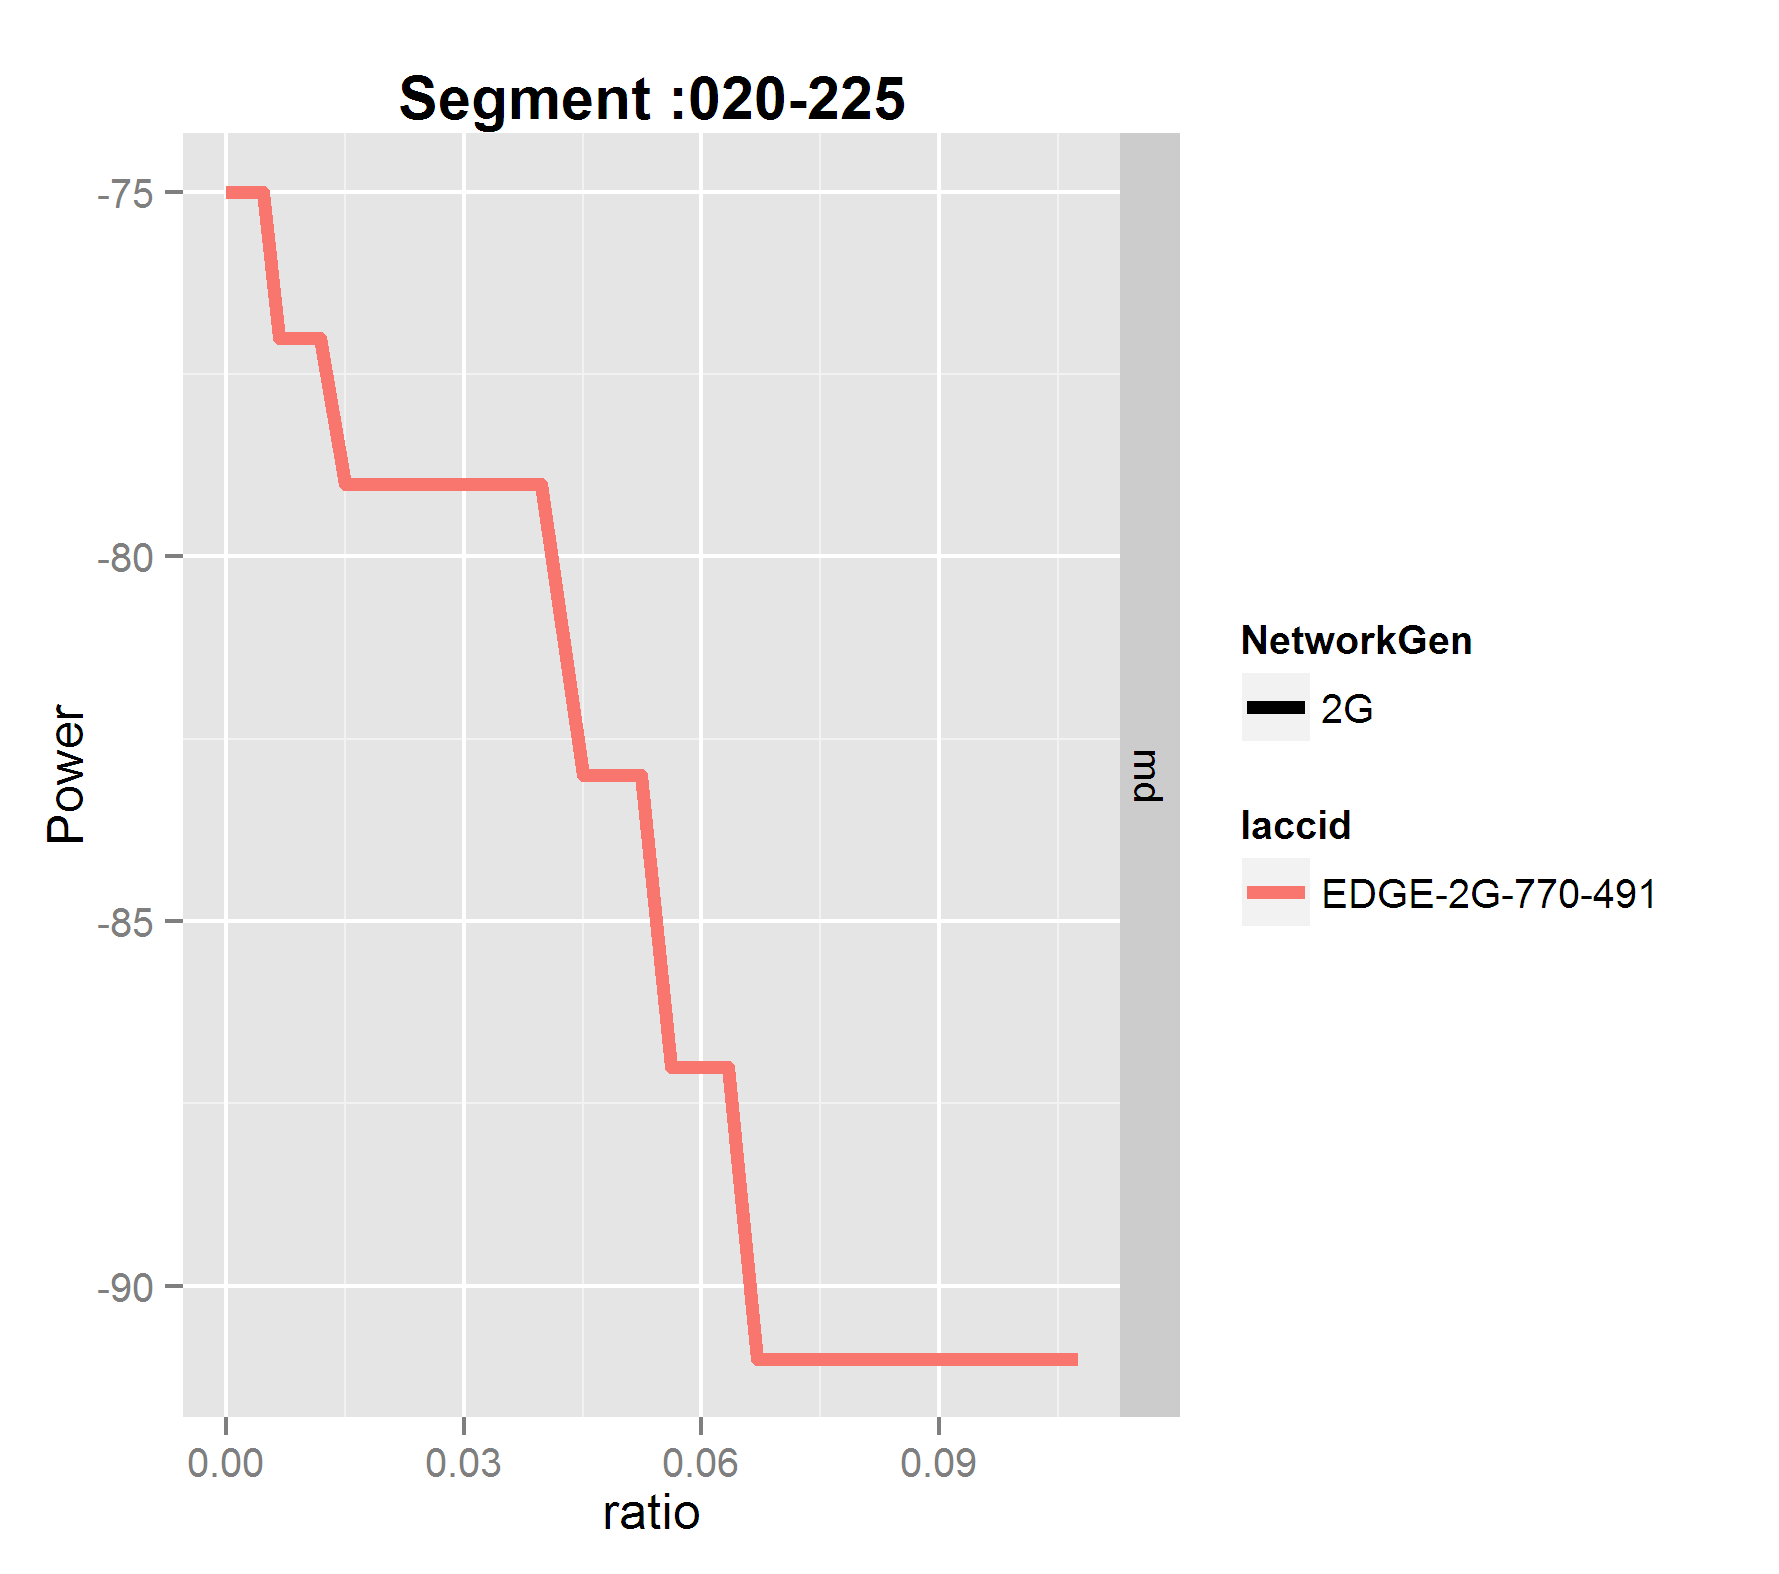 Segment :020-225
-75
-80
-85
-90
Power
0.00 0.03 0.06 0.09
ratio
md
NetworkGen
2G
laccid
EDGE-2G-770-491